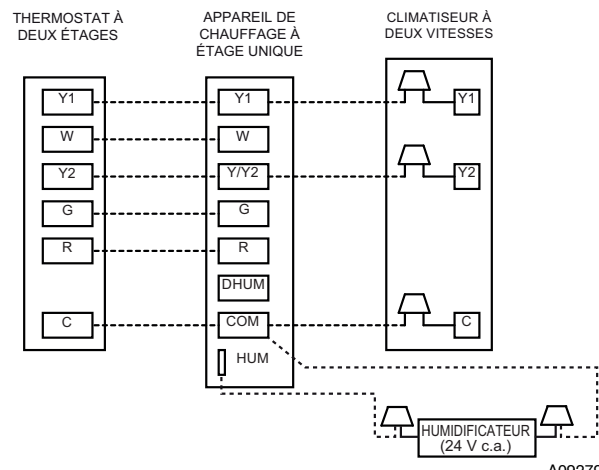 THERMOSTAT À
DEUX ÉTAGES
APPAREIL DE
CHAUFFAGE À
ÉTAGE UNIQUE
CLIMATISEUR À
DEUX VITESSES
Y1
Y1
Y1
W
W
Y2
Y/Y2
Y2
G
G
R
R
DHUM
C
COM
C
HUM
HUMIDIFICATEUR
(24 V c.a.)